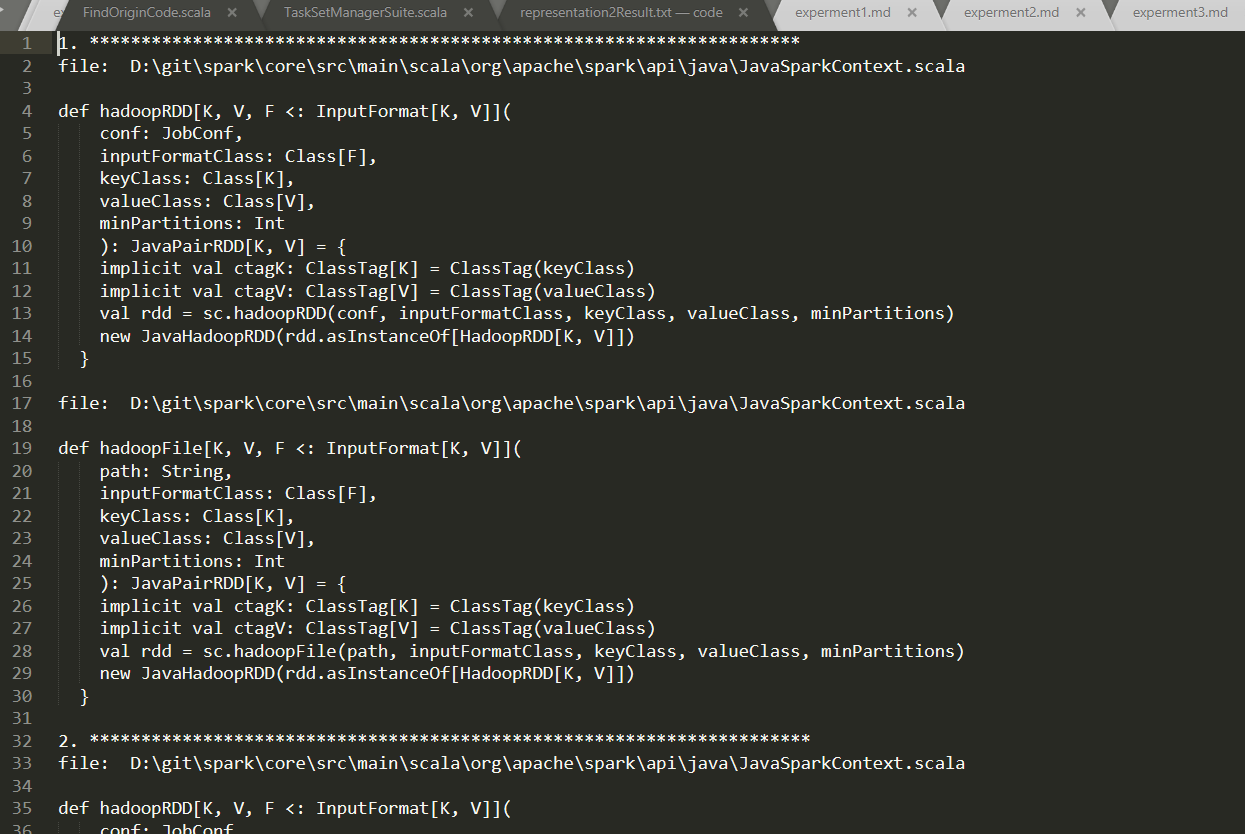 FindOriginCode.scala × TaskSetManagerSuite.scala × representation2Result.txt — code × experment1.md × experment2.md × experment3.md
1 1. *********************************************************************
2 file:  D:\git\spark\core\src\main\scala\org\apache\spark\api\java\JavaSparkContext.scala
3
4 def hadoopRDD[K, V, F <: InputFormat[K, V]](
5     conf: JobConf,
6     inputFormatClass: Class[F],
7     keyClass: Class[K],
8     valueClass: Class[V],
9     minPartitions: Int
10     ): JavaPairRDD[K, V] = {
11     implicit val ctagK: ClassTag[K] = ClassTag(keyClass)
12     implicit val ctagV: ClassTag[V] = ClassTag(valueClass)
13     val rdd = sc.hadoopRDD(conf, inputFormatClass, keyClass, valueClass, minPartitions)
14     new JavaHadoopRDD(rdd.asInstanceOf[HadoopRDD[K, V]])
15   }
16
17 file:  D:\git\spark\core\src\main\scala\org\apache\spark\api\java\JavaSparkContext.scala
18
19 def hadoopFile[K, V, F <: InputFormat[K, V]](
20     path: String,
21     inputFormatClass: Class[F],
22     keyClass: Class[K],
23     valueClass: Class[V],
24     minPartitions: Int
25     ): JavaPairRDD[K, V] = {
26     implicit val ctagK: ClassTag[K] = ClassTag(keyClass)
27     implicit val ctagV: ClassTag[V] = ClassTag(valueClass)
28     val rdd = sc.hadoopFile(path, inputFormatClass, keyClass, valueClass, minPartitions)
29     new JavaHadoopRDD(rdd.asInstanceOf[HadoopRDD[K, V]])
30   }
31
32 2. **********************************************************************
33 file:  D:\git\spark\core\src\main\scala\org\apache\spark\api\java\JavaSparkContext.scala
34
35 def hadoopRDD[K, V, F <: InputFormat[K, V]](
36     conf: JobConf